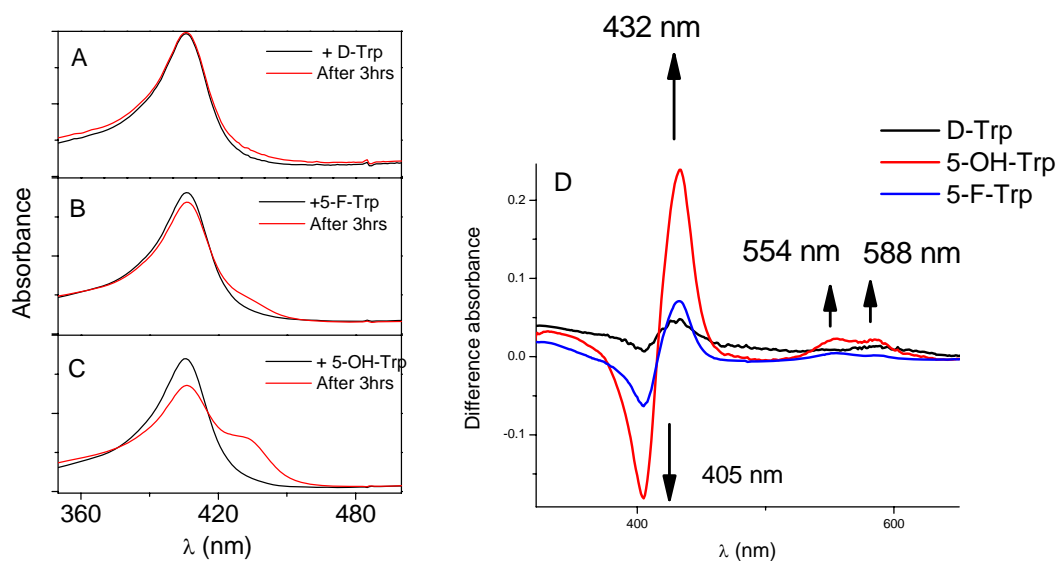 A
+ D-Trp
After 3hrs
B
+5-F-Trp
After 3hrs
C
+ 5-OH-Trp
After 3hrs
Absorbance
360
420
480
λ (nm)
432 nm
D-Trp
5-OH-Trp
5-F-Trp
D
554 nm
588 nm
405 nm
0.2
0.1
0.0
-0.1
Difference absorbance
400
600
λ (nm)